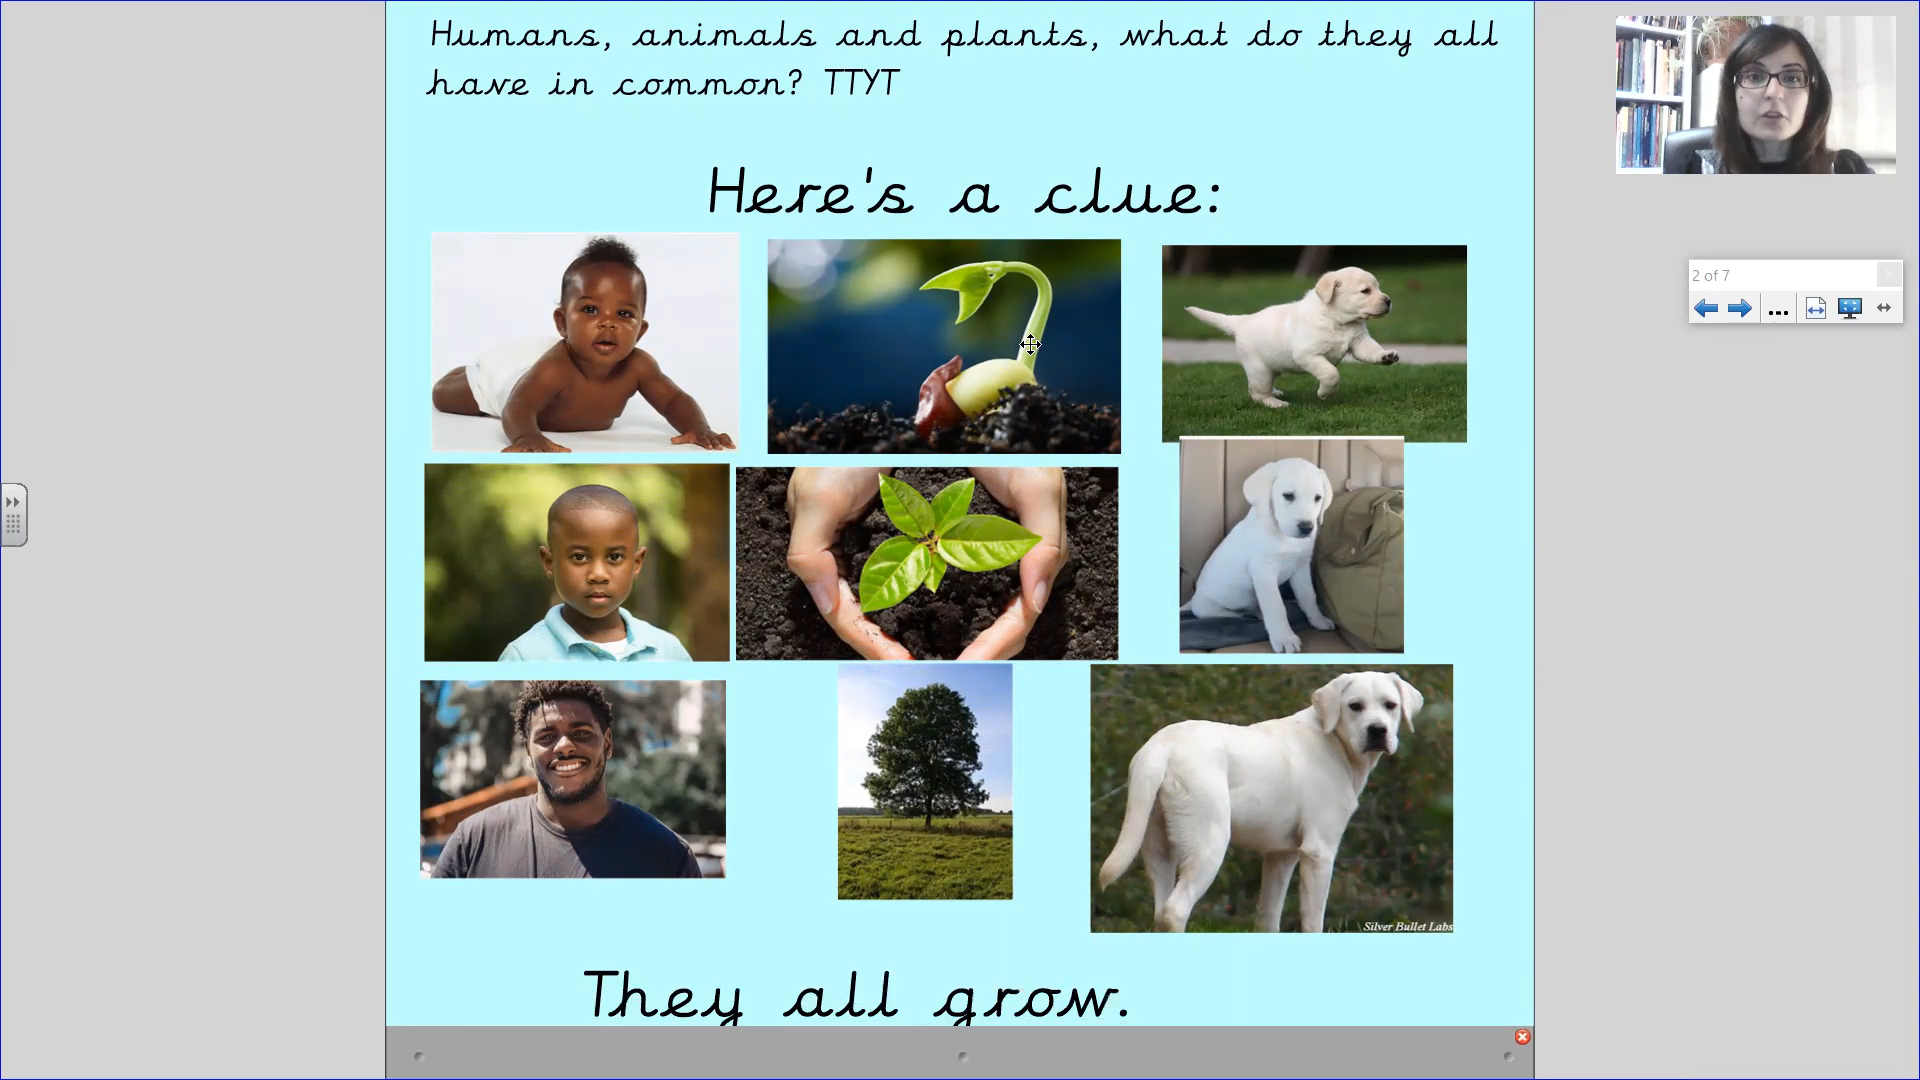 Humans, animals and plants, what do they all
have in common? TTYT
Here's a clue:
2 of 7
Silver Bullet Labs
They all grow.